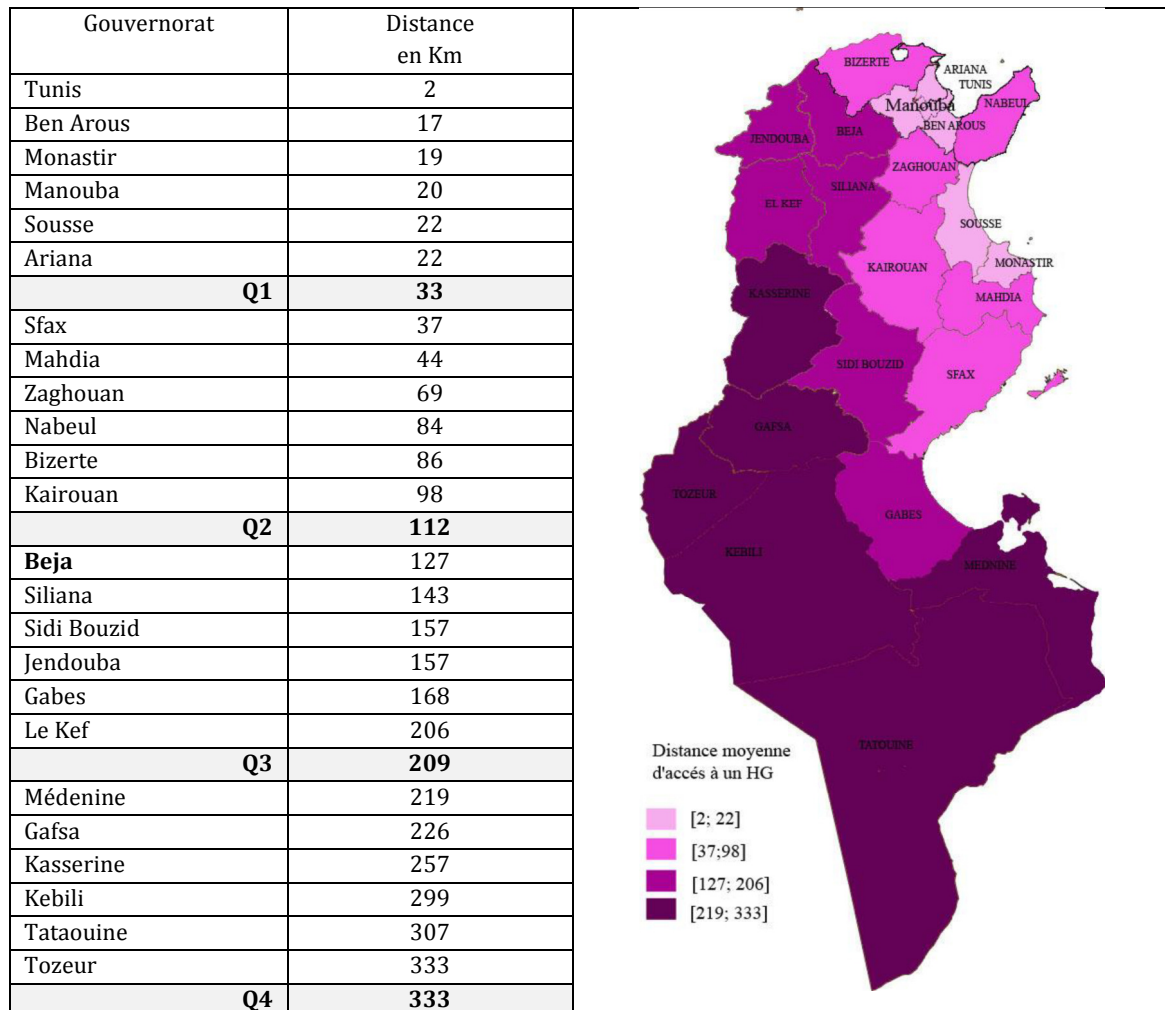 Gouvernorat Distance
en Km
Tunis 2
Ben Arous 17
Monastir 19
Manouba 20
Sousse 22
Ariana 22
Q1 33
Sfax 37
Mahdia 44
Zaghouan 69
Nabeul 84
Bizerte 86
Kairouan 98
Q2 112
Beja 127
Siliana 143
Sidi Bouzid 157
Jendouba 157
Gabes 168
Le Kef 206
Q3 209
Médenine 219
Gafsa 226
Kasserine 257
Kebili 299
Tataouine 307
Tozeur 333
Q4 333
BIZERTE
ARIANA
TUNIS
Manouba
NABEUL
BEN AROUS
JENDOUBA
BEJA
ZAGHOUAN
SILIANA
EL KEF
SOUSSE
MONASTIR
KAIROUAN
KASSERINE
MAHDIA
SIDI BOUZID
SFAX
GAFSA
TOZEUR
GABES
KEBILI
MEDNINE
TATOUINE
Distance moyenne
d'accés à un HG
[2; 22]
[37;98]
[127; 206]
[219; 333]